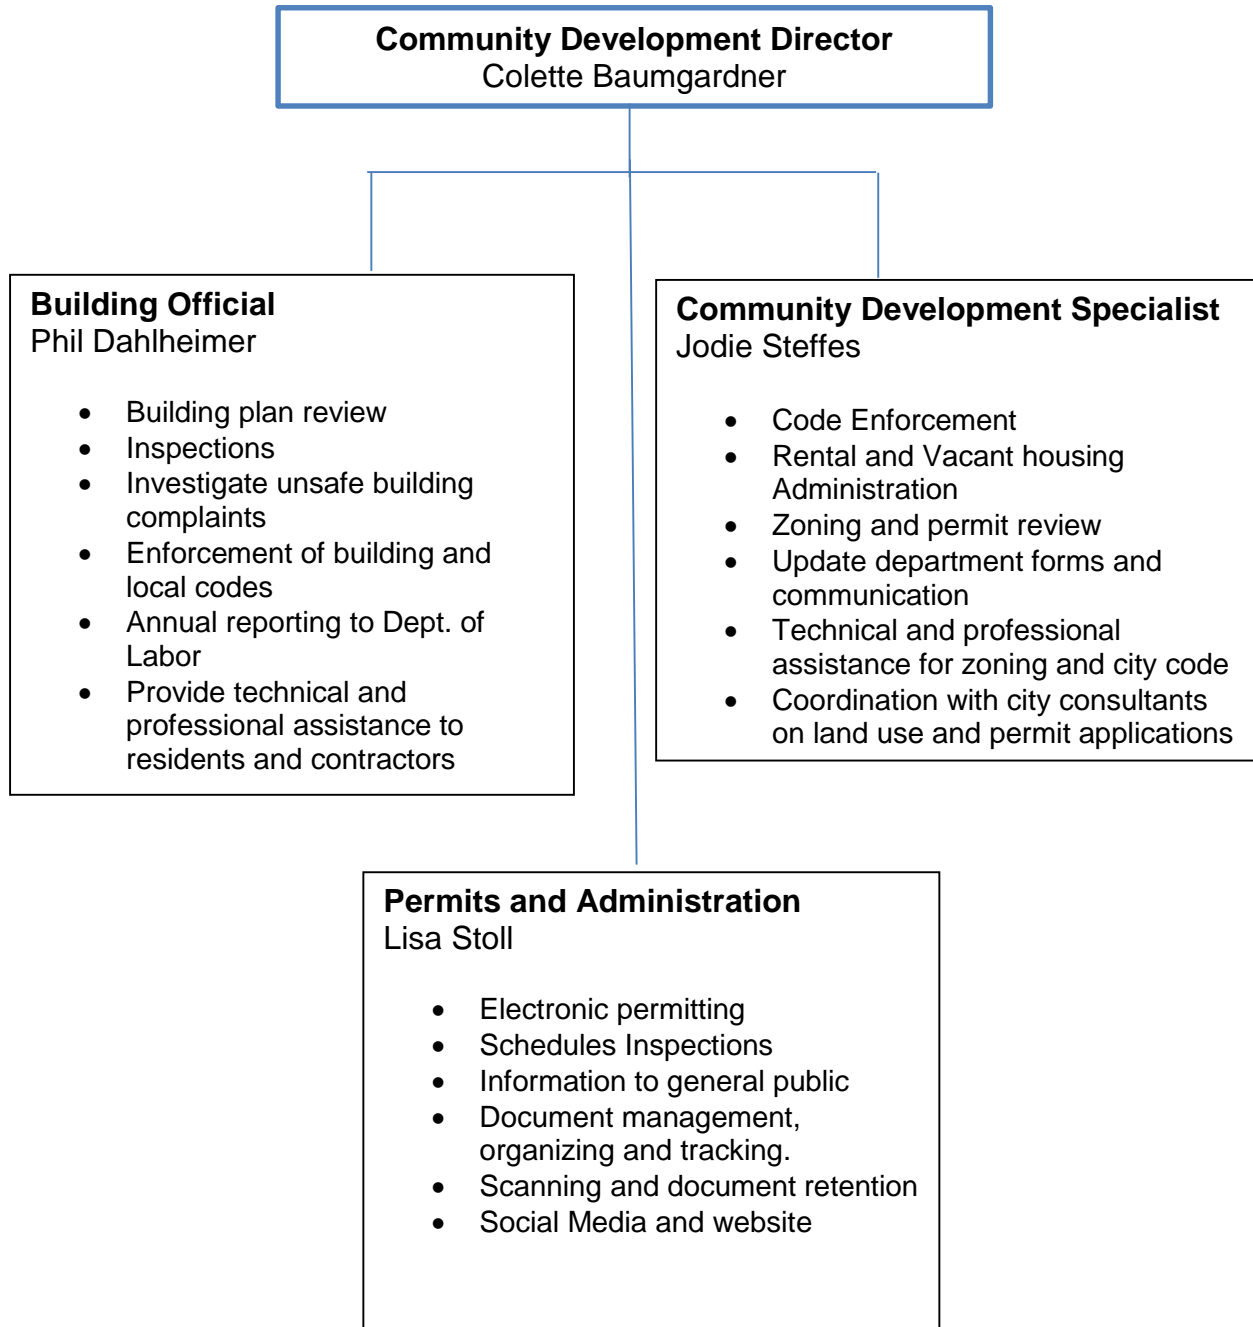 Community Development Director
Colette Baumgardner
Building Official
Phil Dahlheimer
• Building plan review
• Inspections
• Investigate unsafe building
complaints
• Enforcement of building and
local codes
• Annual reporting to Dept. of
Labor
• Provide technical and
professional assistance to
residents and contractors
Community Development Specialist
Jodie Steffes
• Code Enforcement
• Rental and Vacant housing
Administration
• Zoning and permit review
• Update department forms and
communication
• Technical and professional
assistance for zoning and city code
• Coordination with city consultants
on land use and permit applications
Permits and Administration
Lisa Stoll
• Electronic permitting
• Schedules Inspections
• Information to general public
• Document management,
organizing and tracking.
• Scanning and document retention
• Social Media and website